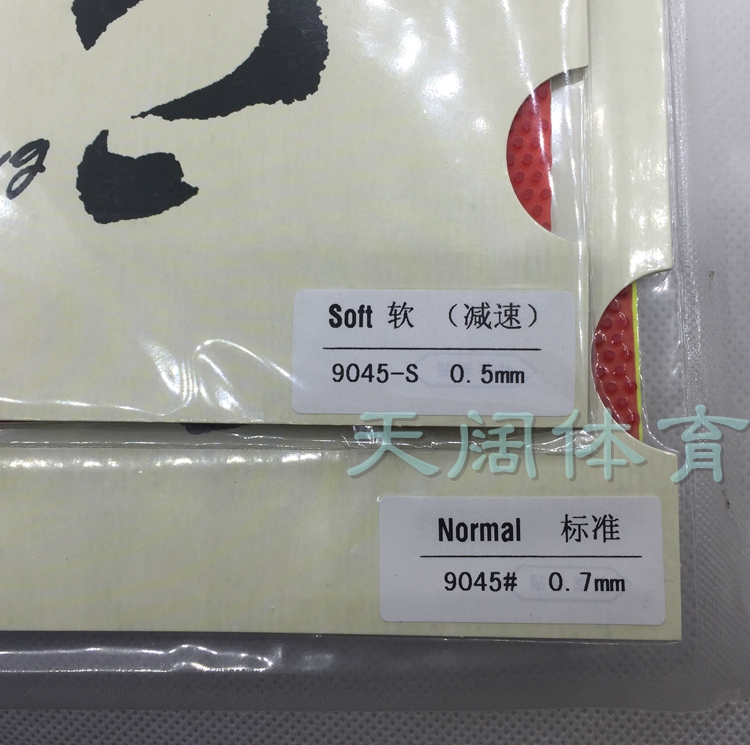 Soft 软 （减速）
9045-S 0.5mm
天阔体育
Normal 标准
9045# 0.7mm